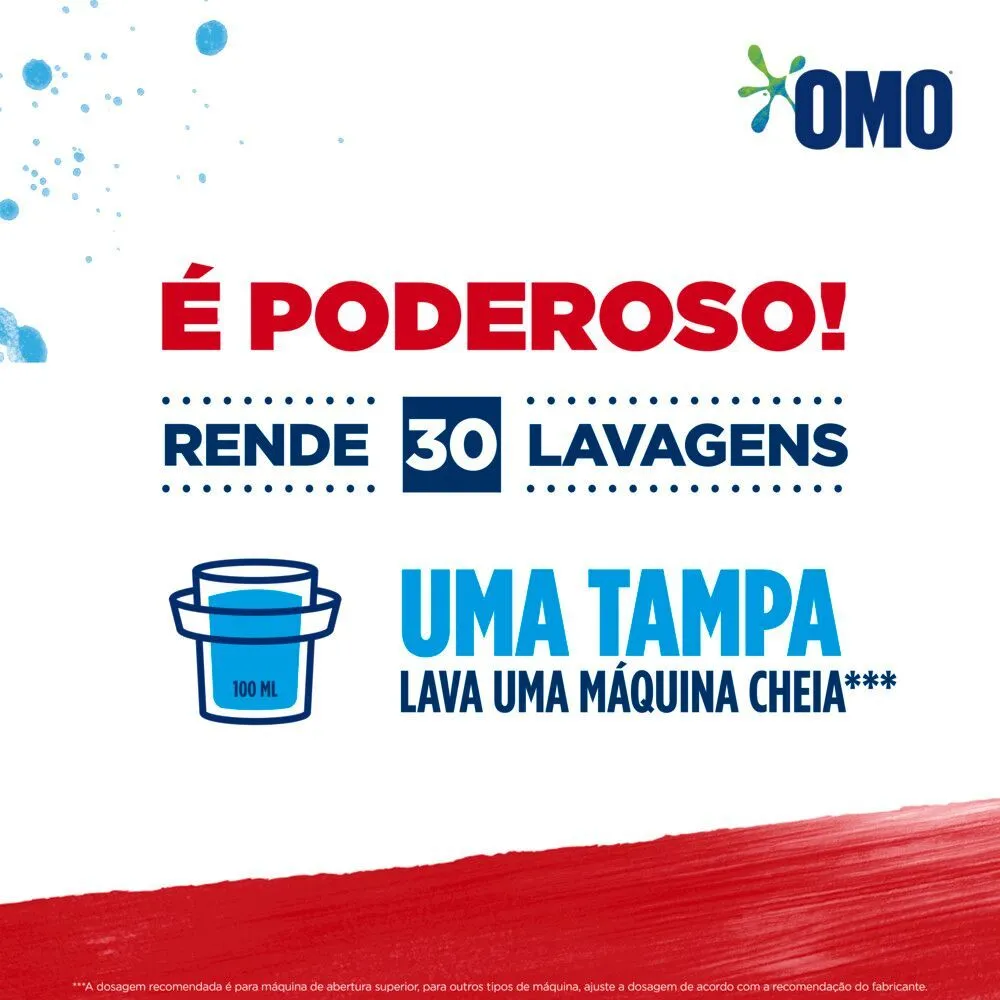 OMO
É PODEROSO!
RENDE 30 LAVAGENS
100 ML
UMA TAMPA
LAVA UMA MÁQUINA CHEIA***
***A dosagem recomendada é para máquina de abertura superior, para outros tipos de máquina, ajuste a dosagem de acordo com a recomendação do fabricante.